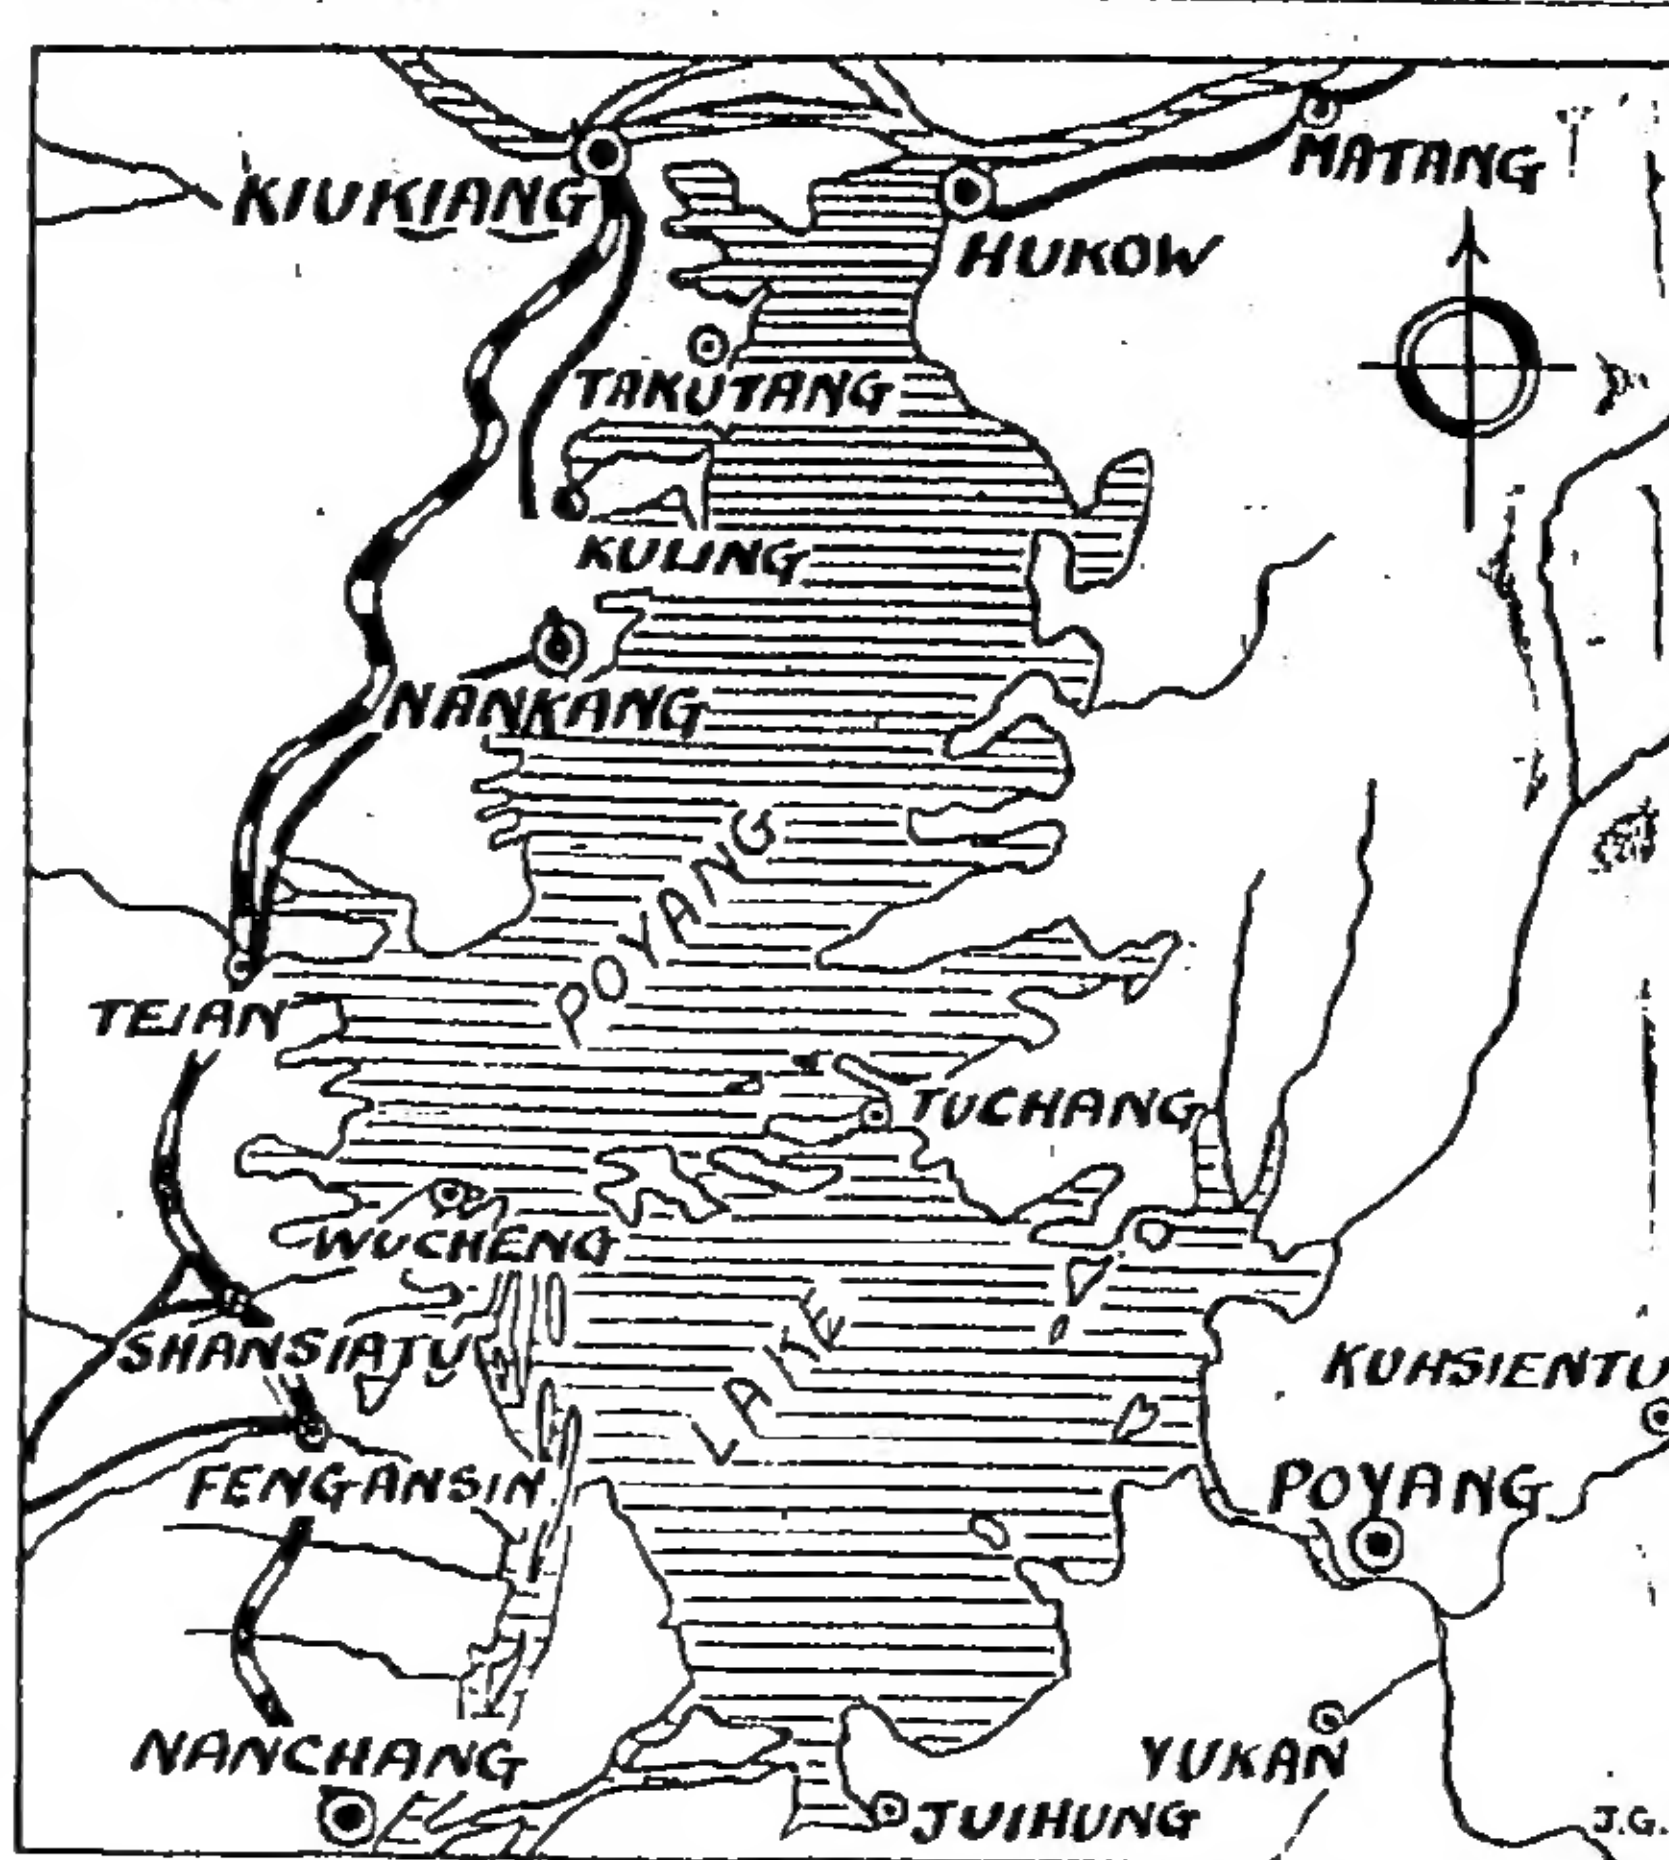 MATANG
KIUKIANG
HUKOW
TAKUTANG
KULING
NANKANG
POYANG
TEIAN
TUCHANG
WUCHENG
LAKE
SHANSIATU
KUHSIENTU
FENGANSIN
POYANG
NANCHANG
YUKAN
JUIHUNG
J.G.